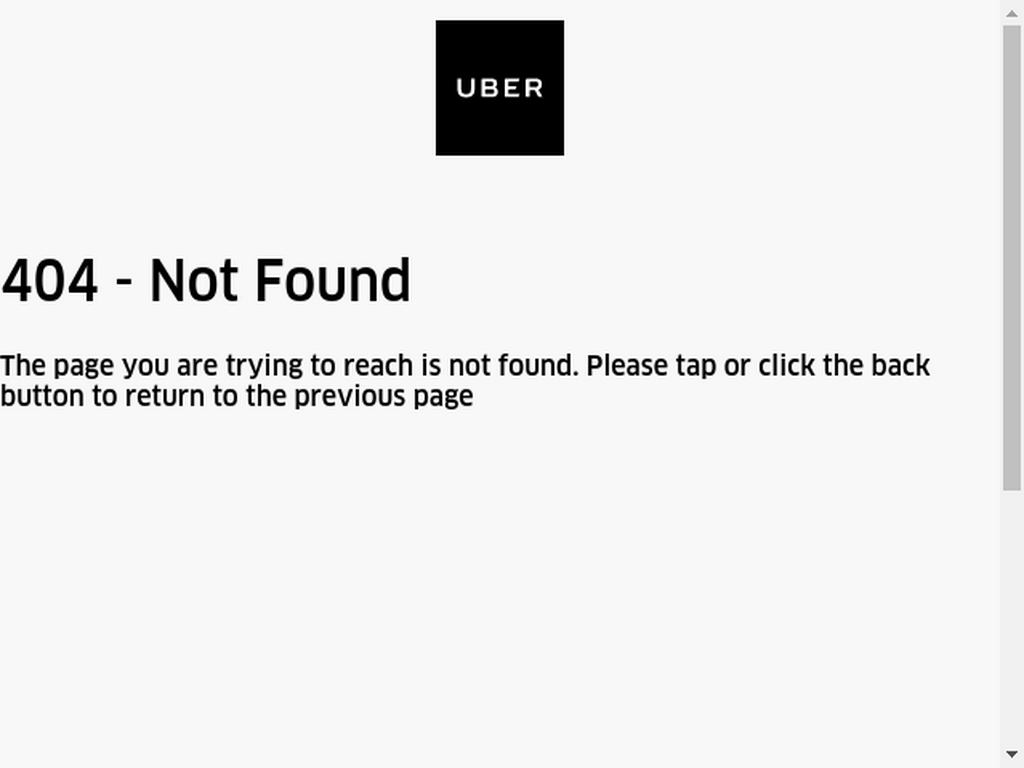 UBER
404 - Not Found
The page you are trying to reach is not found. Please tap or click the back
button to return to the previous page